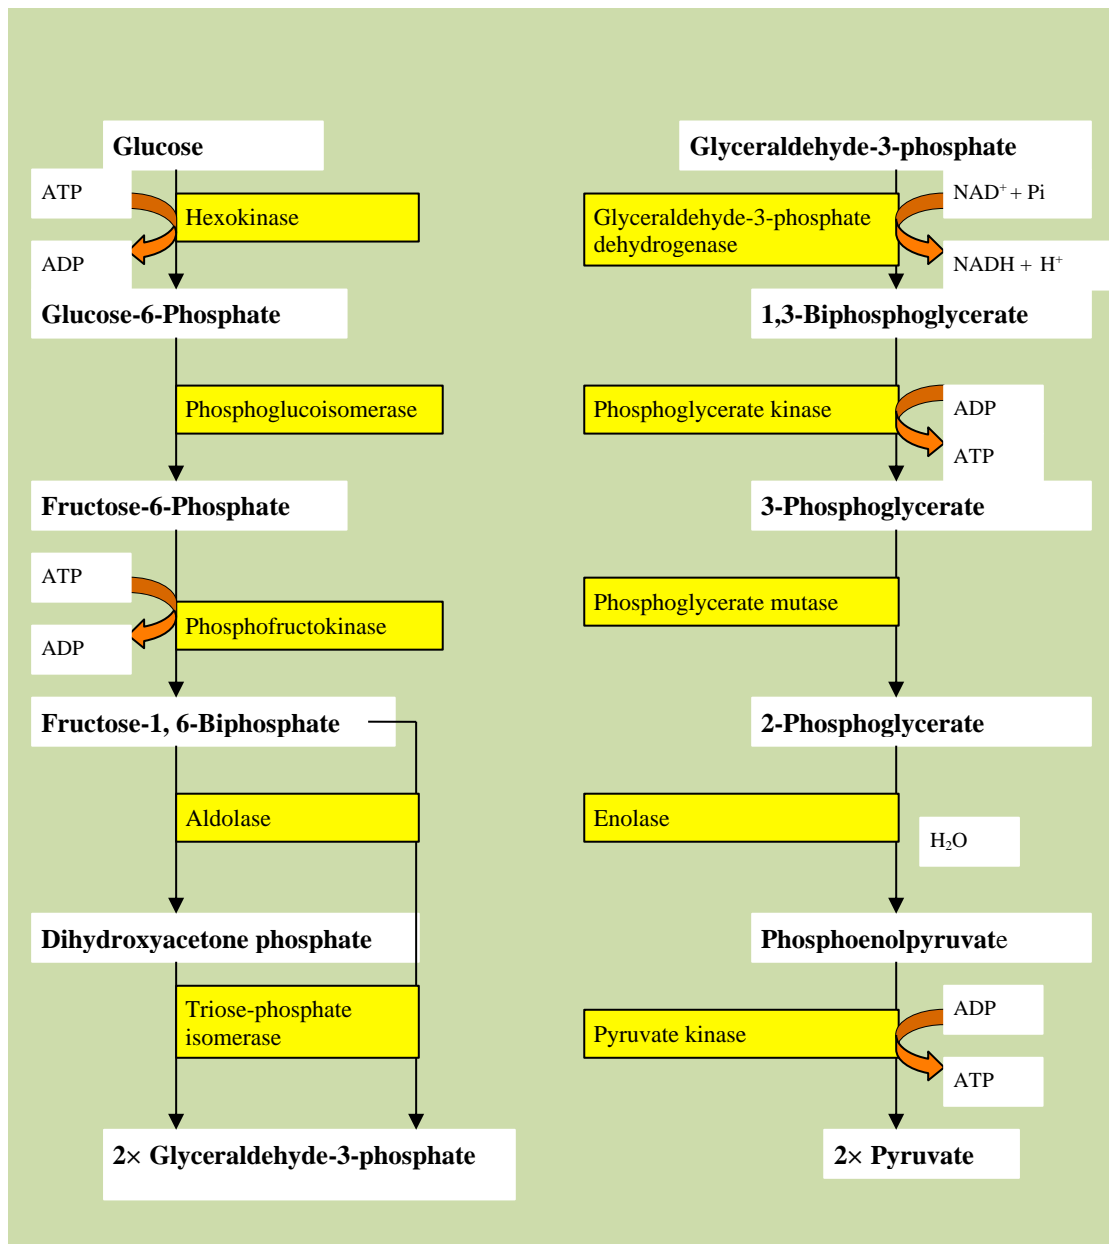 Glucose
ATP
Hexokinase
ADP
Glucose-6-Phosphate
Phosphoglucoisomerase
Fructose-6-Phosphate
ATP
Phosphofructokinase
ADP
Fructose-1, 6-Biphosphate
Aldolase
Dihydroxyacetone phosphate
Triose-phosphate
isomerase
2× Glyceraldehyde-3-phosphate
Glyceraldehyde-3-phosphate
NAD⁺ + Pi
Glyceraldehyde-3-phosphate
dehydrogenase
NADH + H⁺
1,3-Biphosphoglycerate
Phosphoglycerate kinase
ADP
ATP
3-Phosphoglycerate
Phosphoglycerate mutase
2-Phosphoglycerate
Enolase
H₂O
Phosphoenolpyruvate
ADP
Pyruvate kinase
ATP
2× Pyruvate